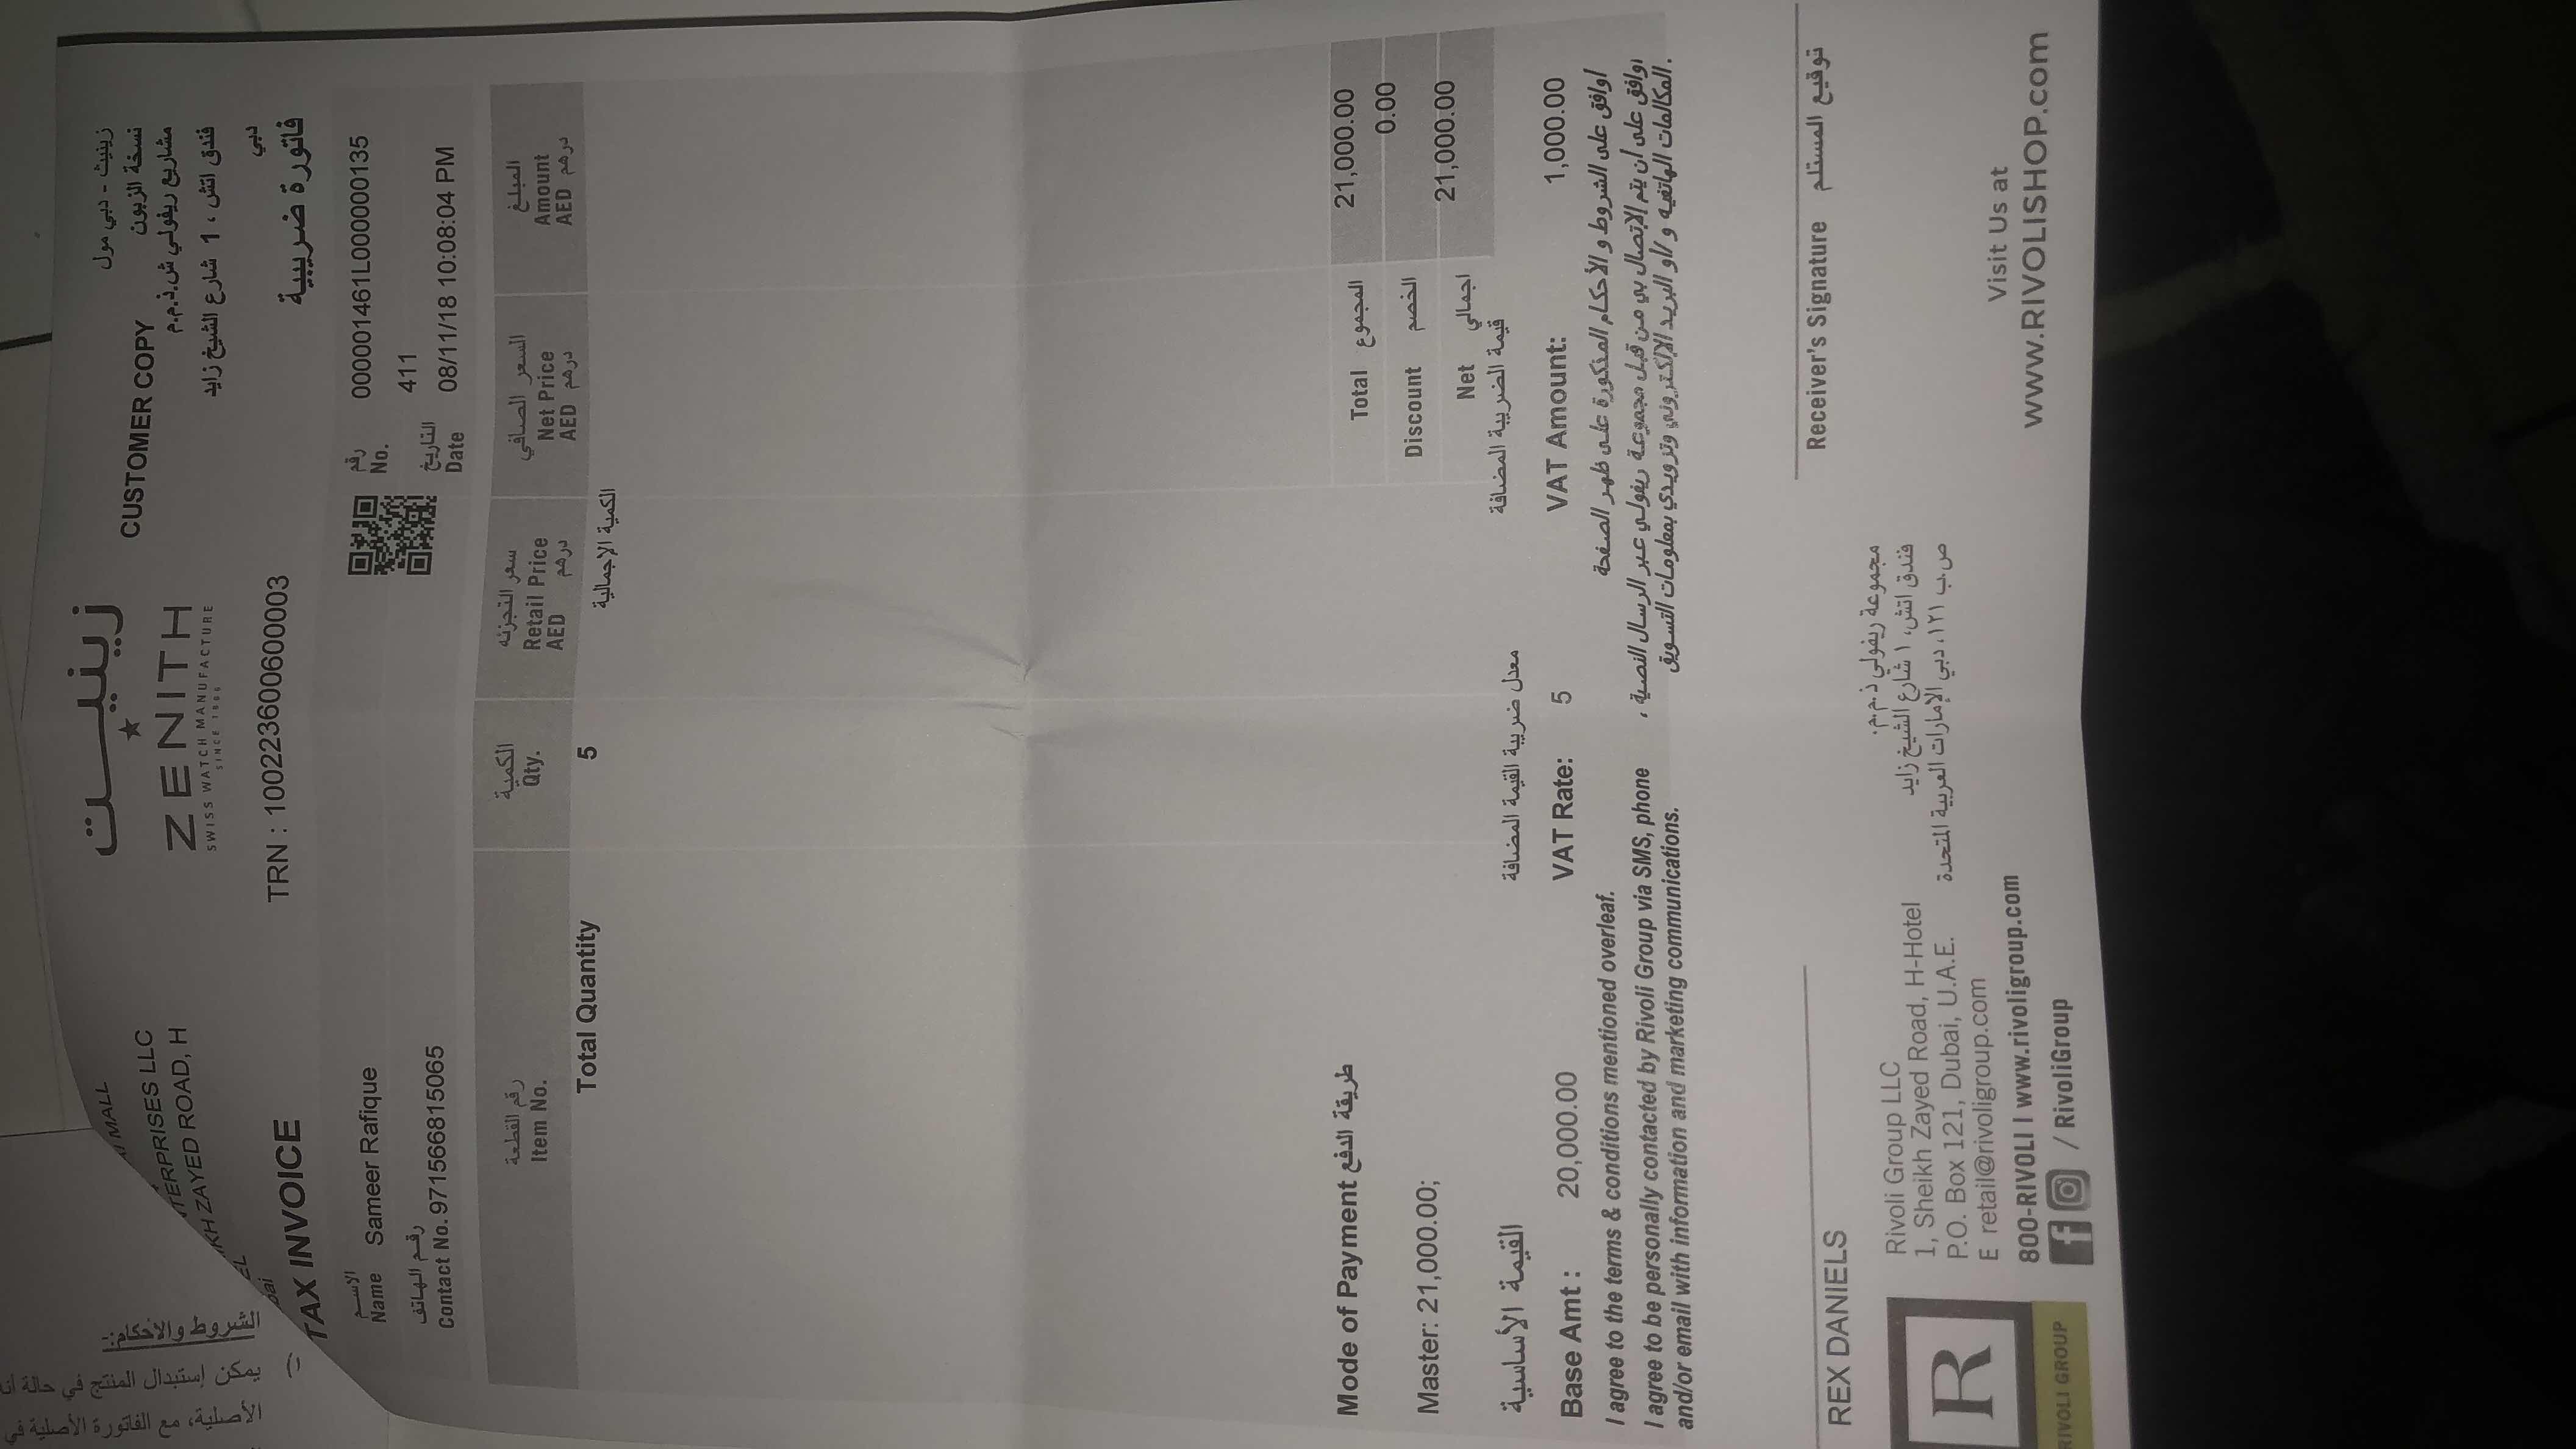 الشروط والأحكام:-
١) يمكن إستبدال المنتج في حالة
الأصلية، مع الفاتورة الأصلية في
MALL
زينيت
ZENITH
SWISS WATCH MANUFACTURE
SINCE 1865
CUSTOMER COPY
زينيث - دبي مول
نسخة الزبون
مشاريع ريفولي ش.ذ.م.م
فندق اتش ، 1 شارع الشيخ زايد
دبي
TERPRISES LLC
KH ZAYED ROAD, H
EL
bai
TAX INVOICE
TRN : 100223600600003
فاتورة ضريبية
الاسم
Name Sameer Rafique
رقم الهاتف
Contact No. 971566815065
رقم
No. 000001461L000000135
411
التاريخ
Date 08/11/18 10:08:04 PM
رقم القطعة الكمية سعر التجزئه السعر الصافي المبلغ
Item No. Qty. Retail Price Net Price Amount
AED درهم AED درهم AED درهم
Total Quantity 5 الكمية الإجمالية
Mode of Payment طريقة الدفع
Total المجموع 21,000.00
Master: 21,000.00;
Discount الخصم 0.00
Net اجمالي 21,000.00
القيمة الأساسية معدل ضريبة القيمة المضافة قيمة الضريبة المضافة
Base Amt : 20,000.00 VAT Rate: 5 VAT Amount: 1,000.00
I agree to the terms & conditions mentioned overleaf.
أوافق على الشروط و الأحكام المذكورة على ظهر الصفحة
I agree to be personally contacted by Rivoli Group via SMS, phone
and/or email with information and marketing communications.
أوافق على أن يتم الإتصال بي من قبل مجموعة ريفولي عبر الرسال النصية ،
المكالمات الهاتفيه و /أو البريد الإلكتروني وتزويدي بمعلومات التسويق.
REX DANIELS
Receiver's Signature توقيع المستلم
R
RIVOLI GROUP
Rivoli Group LLC
1, Sheikh Zayed Road, H-Hotel
P.O. Box 121, Dubai, U.A.E.
E retail@rivoligroup.com
800-RIVOLI | www.rivoligroup.com
/ RivoliGroup
مجموعة ريفولي ذ.م.م.
فندق اتش، ١ شارع الشيخ زايد
ص.ب ١٢١، دبي الإمارات العربية المتحدة
Visit Us at
www.RIVOLISHOP.com